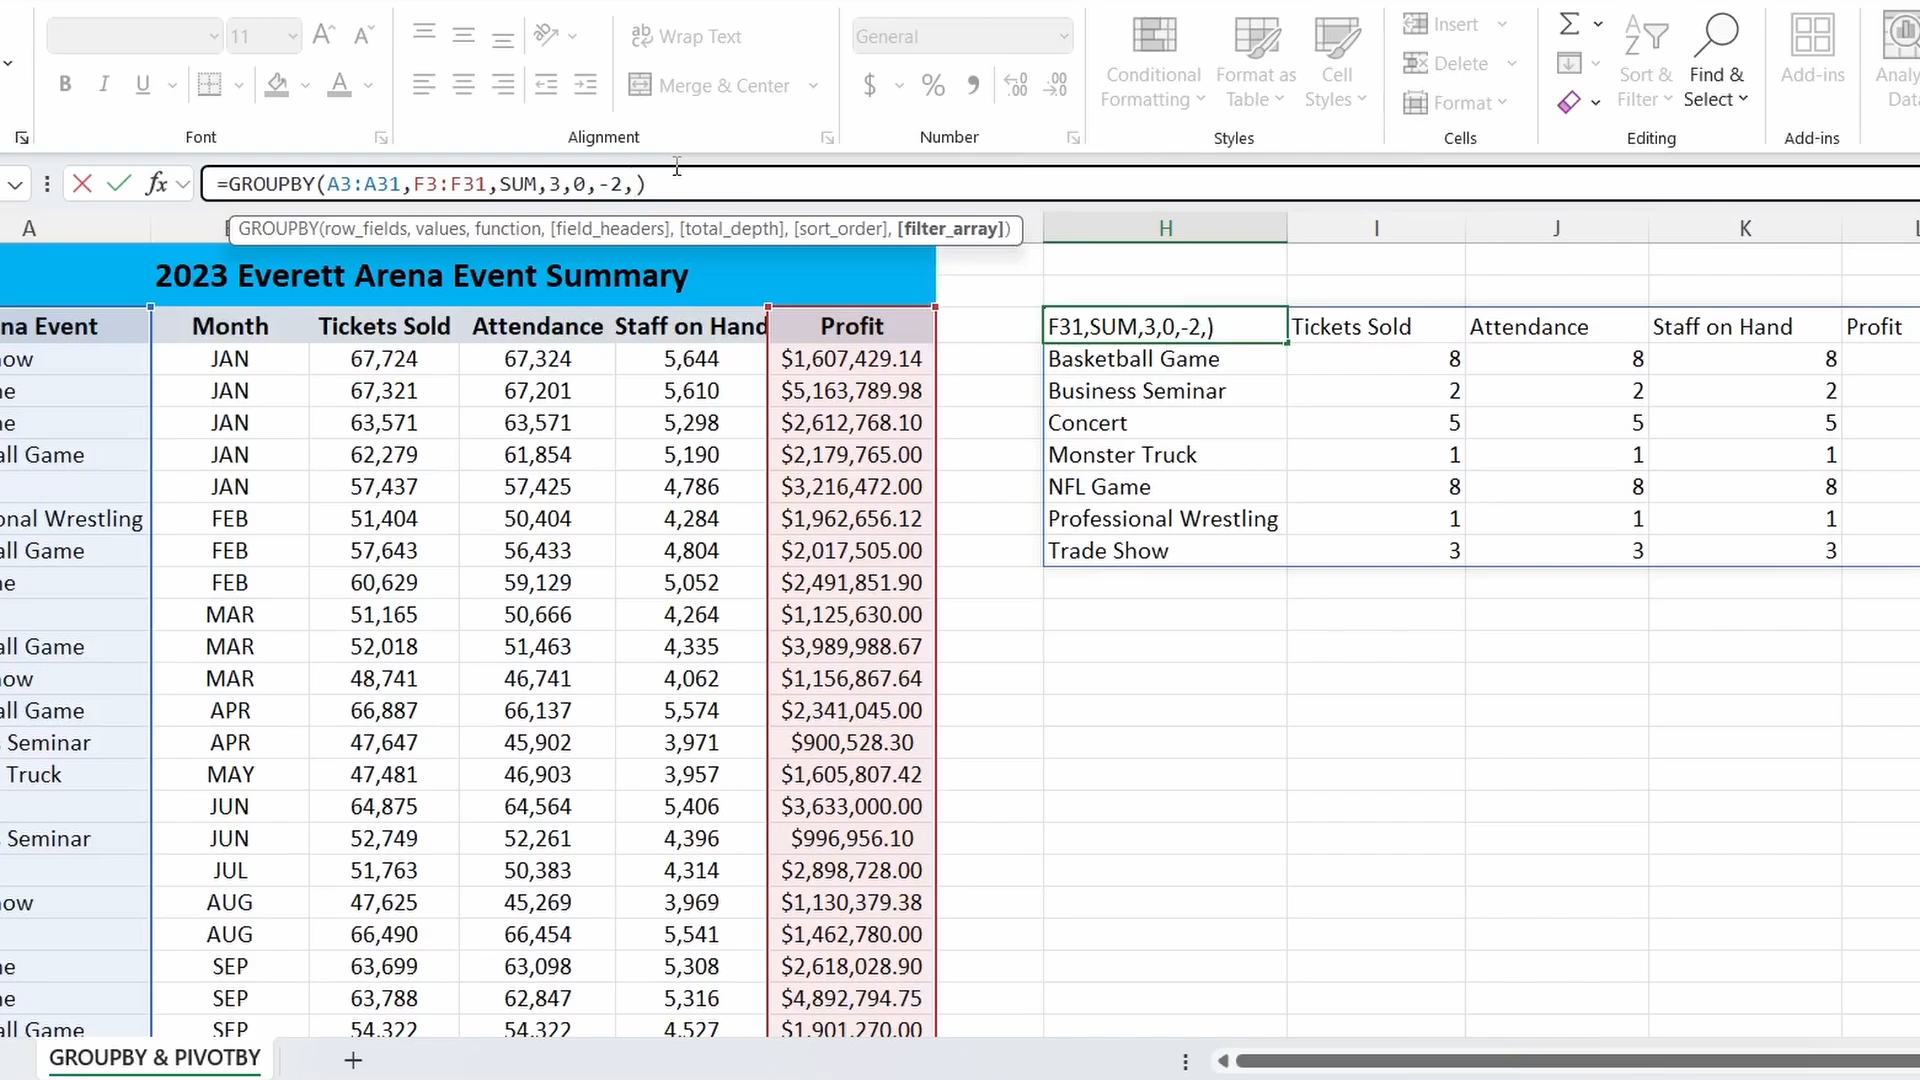 11
A
A
ab Wrap Text
General
Insert
Σ
A
Z
B I U
A
Merge & Center
$ % ,
Conditional Formatting
Format as Table
Cell Styles
Delete
Format
Sort & Filter
Find & Select
Add-ins
Analy
Data
Font
Alignment
Number
Styles
Cells
Editing
Add-ins
fx
=GROUPBY(A3:A31,F3:F31,SUM,3,0,-2,)
GROUPBY(row_fields, values, function, [field_headers], [total_depth], [sort_order], [filter_array])
A H I J K
2023 Everett Arena Event Summary
na Event Month Tickets Sold Attendance Staff on Hand Profit F31,SUM,3,0,-2,) Tickets Sold Attendance Staff on Hand Profit
ow JAN 67,724 67,324 5,644 $1,607,429.14 Basketball Game 8 8 8
ne JAN 67,321 67,201 5,610 $5,163,789.98 Business Seminar 2 2 2
ne JAN 63,571 63,571 5,298 $2,612,768.10 Concert 5 5 5
all Game JAN 62,279 61,854 5,190 $2,179,765.00 Monster Truck 1 1 1
JAN 57,437 57,425 4,786 $3,216,472.00 NFL Game 8 8 8
onal Wrestling FEB 51,404 50,404 4,284 $1,962,656.12 Professional Wrestling 1 1 1
all Game FEB 57,643 56,433 4,804 $2,017,505.00 Trade Show 3 3 3
ne FEB 60,629 59,129 5,052 $2,491,851.90
MAR 51,165 50,666 4,264 $1,125,630.00
all Game MAR 52,018 51,463 4,335 $3,989,988.67
ow MAR 48,741 46,741 4,062 $1,156,867.64
all Game APR 66,887 66,137 5,574 $2,341,045.00
Seminar APR 47,647 45,902 3,971 $900,528.30
Truck MAY 47,481 46,903 3,957 $1,605,807.42
JUN 64,875 64,564 5,406 $3,633,000.00
Seminar JUN 52,749 52,261 4,396 $996,956.10
JUL 51,763 50,383 4,314 $2,898,728.00
ow AUG 47,625 45,269 3,969 $1,130,379.38
AUG 66,490 66,454 5,541 $1,462,780.00
ne SEP 63,699 63,098 5,308 $2,618,028.90
ne SEP 63,788 62,847 5,316 $4,892,794.75
all Game SEP 54,322 54,322 4,527 $1,901,270.00
GROUPBY & PIVOTBY